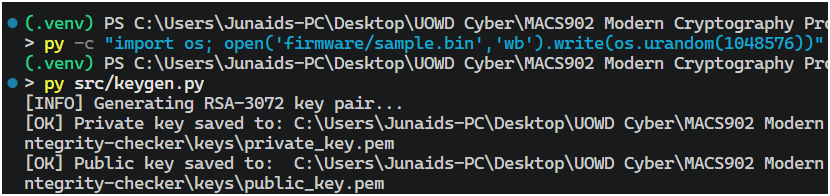 (.venv) PS C:\Users\Junaids-PC\Desktop\UOWD Cyber\MACS902 Modern Cryptography Pro
> py -c "import os; open('firmware/sample.bin','wb').write(os.urandom(1048576))"
(.venv) PS C:\Users\Junaids-PC\Desktop\UOWD Cyber\MACS902 Modern Cryptography Pro
> py src/keygen.py
[INFO] Generating RSA-3072 key pair...
[OK] Private key saved to: C:\Users\Junaids-PC\Desktop\UOWD Cyber\MACS902 Modern
ntegrity-checker\keys\private_key.pem
[OK] Public key saved to:  C:\Users\Junaids-PC\Desktop\UOWD Cyber\MACS902 Modern
ntegrity-checker\keys\public_key.pem